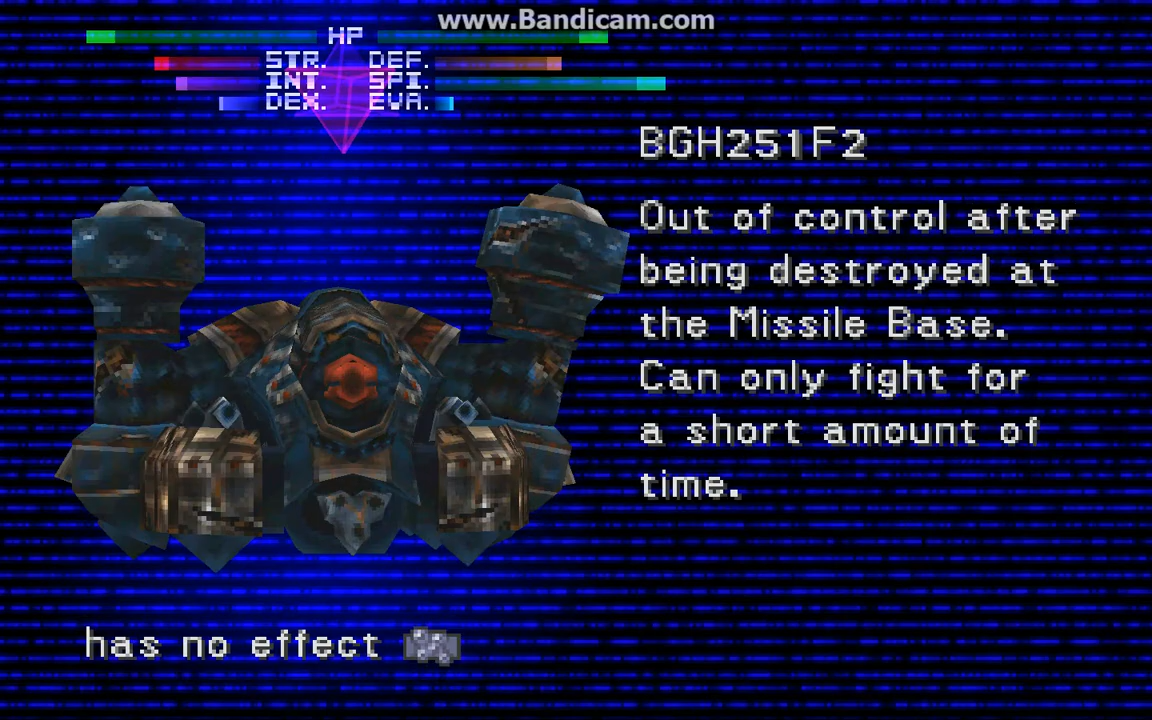 www.Bandicam.com
HP
STR. DEF.
INT. SPI.
DEX. EVA.
BGH251F2
Out of control after
being destroyed at
the Missile Base.
Can only fight for
a short amount of
time.
has no effect